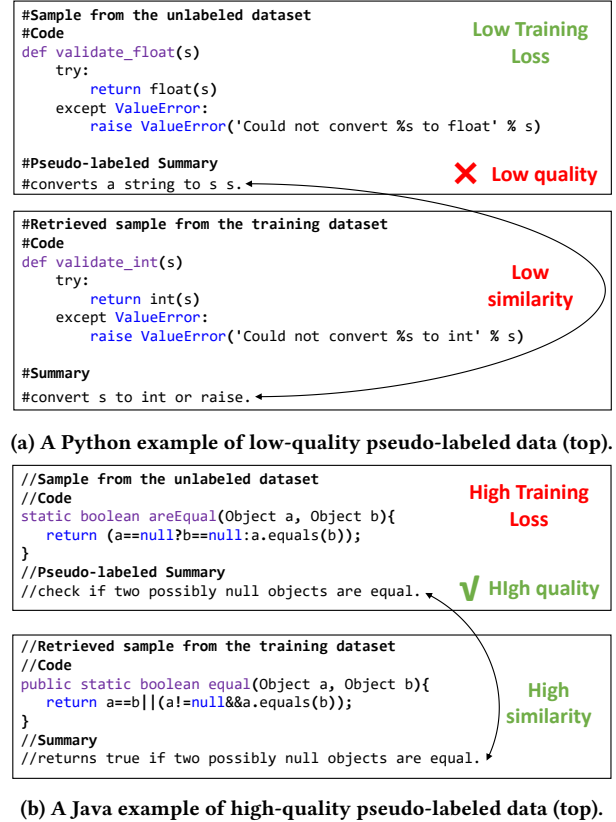 #Sample from the unlabeled dataset
#Code
def validate_float(s)
    try:
        return float(s)
    except ValueError:
        raise ValueError('Could not convert %s to float' % s)
Low Training
Loss
#Pseudo-labeled Summary
#converts a string to s s.
✕ Low quality
#Retrieved sample from the training dataset
#Code
def validate_int(s)
    try:
        return int(s)
    except ValueError:
        raise ValueError('Could not convert %s to int' % s)
Low
similarity
#Summary
#convert s to int or raise.
(a) A Python example of low-quality pseudo-labeled data (top).
//Sample from the unlabeled dataset
//Code
static boolean areEqual(Object a, Object b){
   return (a==null?b==null:a.equals(b));
}
High Training
Loss
//Pseudo-labeled Summary
//check if two possibly null objects are equal.
√ HIgh quality
//Retrieved sample from the training dataset
//Code
public static boolean equal(Object a, Object b){
   return a==b||(a!=null&&a.equals(b));
}
High
similarity
//Summary
//returns true if two possibly null objects are equal.
(b) A Java example of high-quality pseudo-labeled data (top).